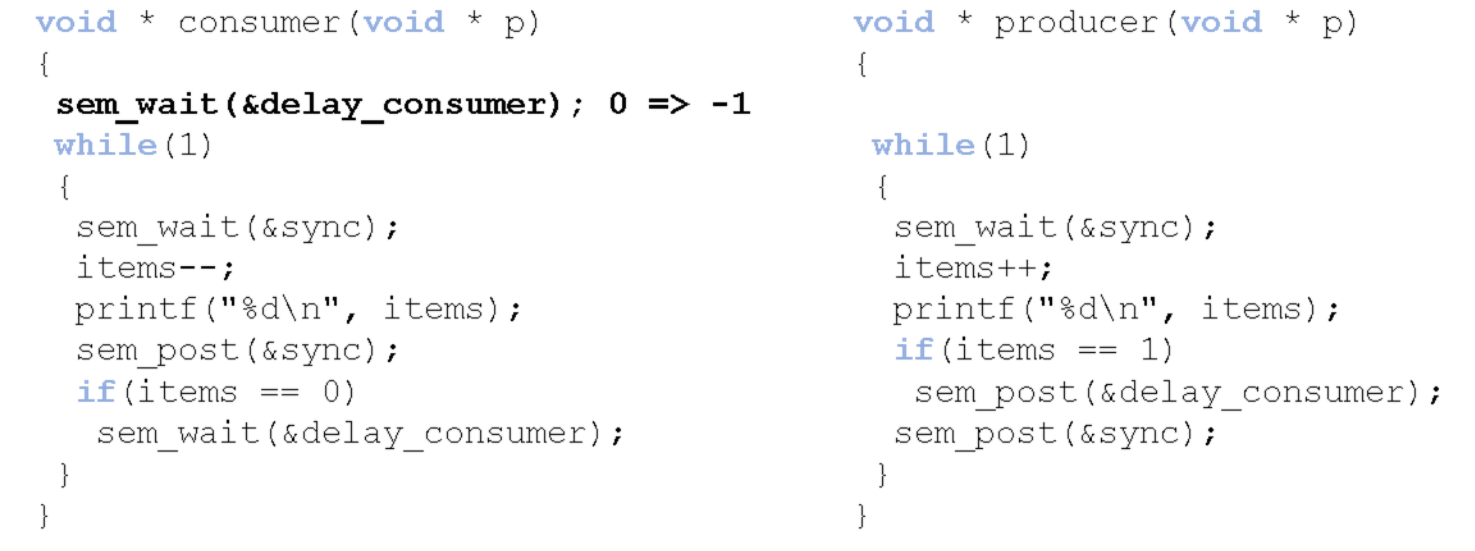 void * consumer(void * p)
{
sem_wait(&delay_consumer); 0 => -1
while(1)
{
sem_wait(&sync);
items--;
printf("%d\n", items);
sem_post(&sync);
if(items == 0)
sem_wait(&delay_consumer);
}
}
void * producer(void * p)
{
while(1)
{
sem_wait(&sync);
items++;
printf("%d\n", items);
if(items == 1)
sem_post(&delay_consumer);
sem_post(&sync);
}
}